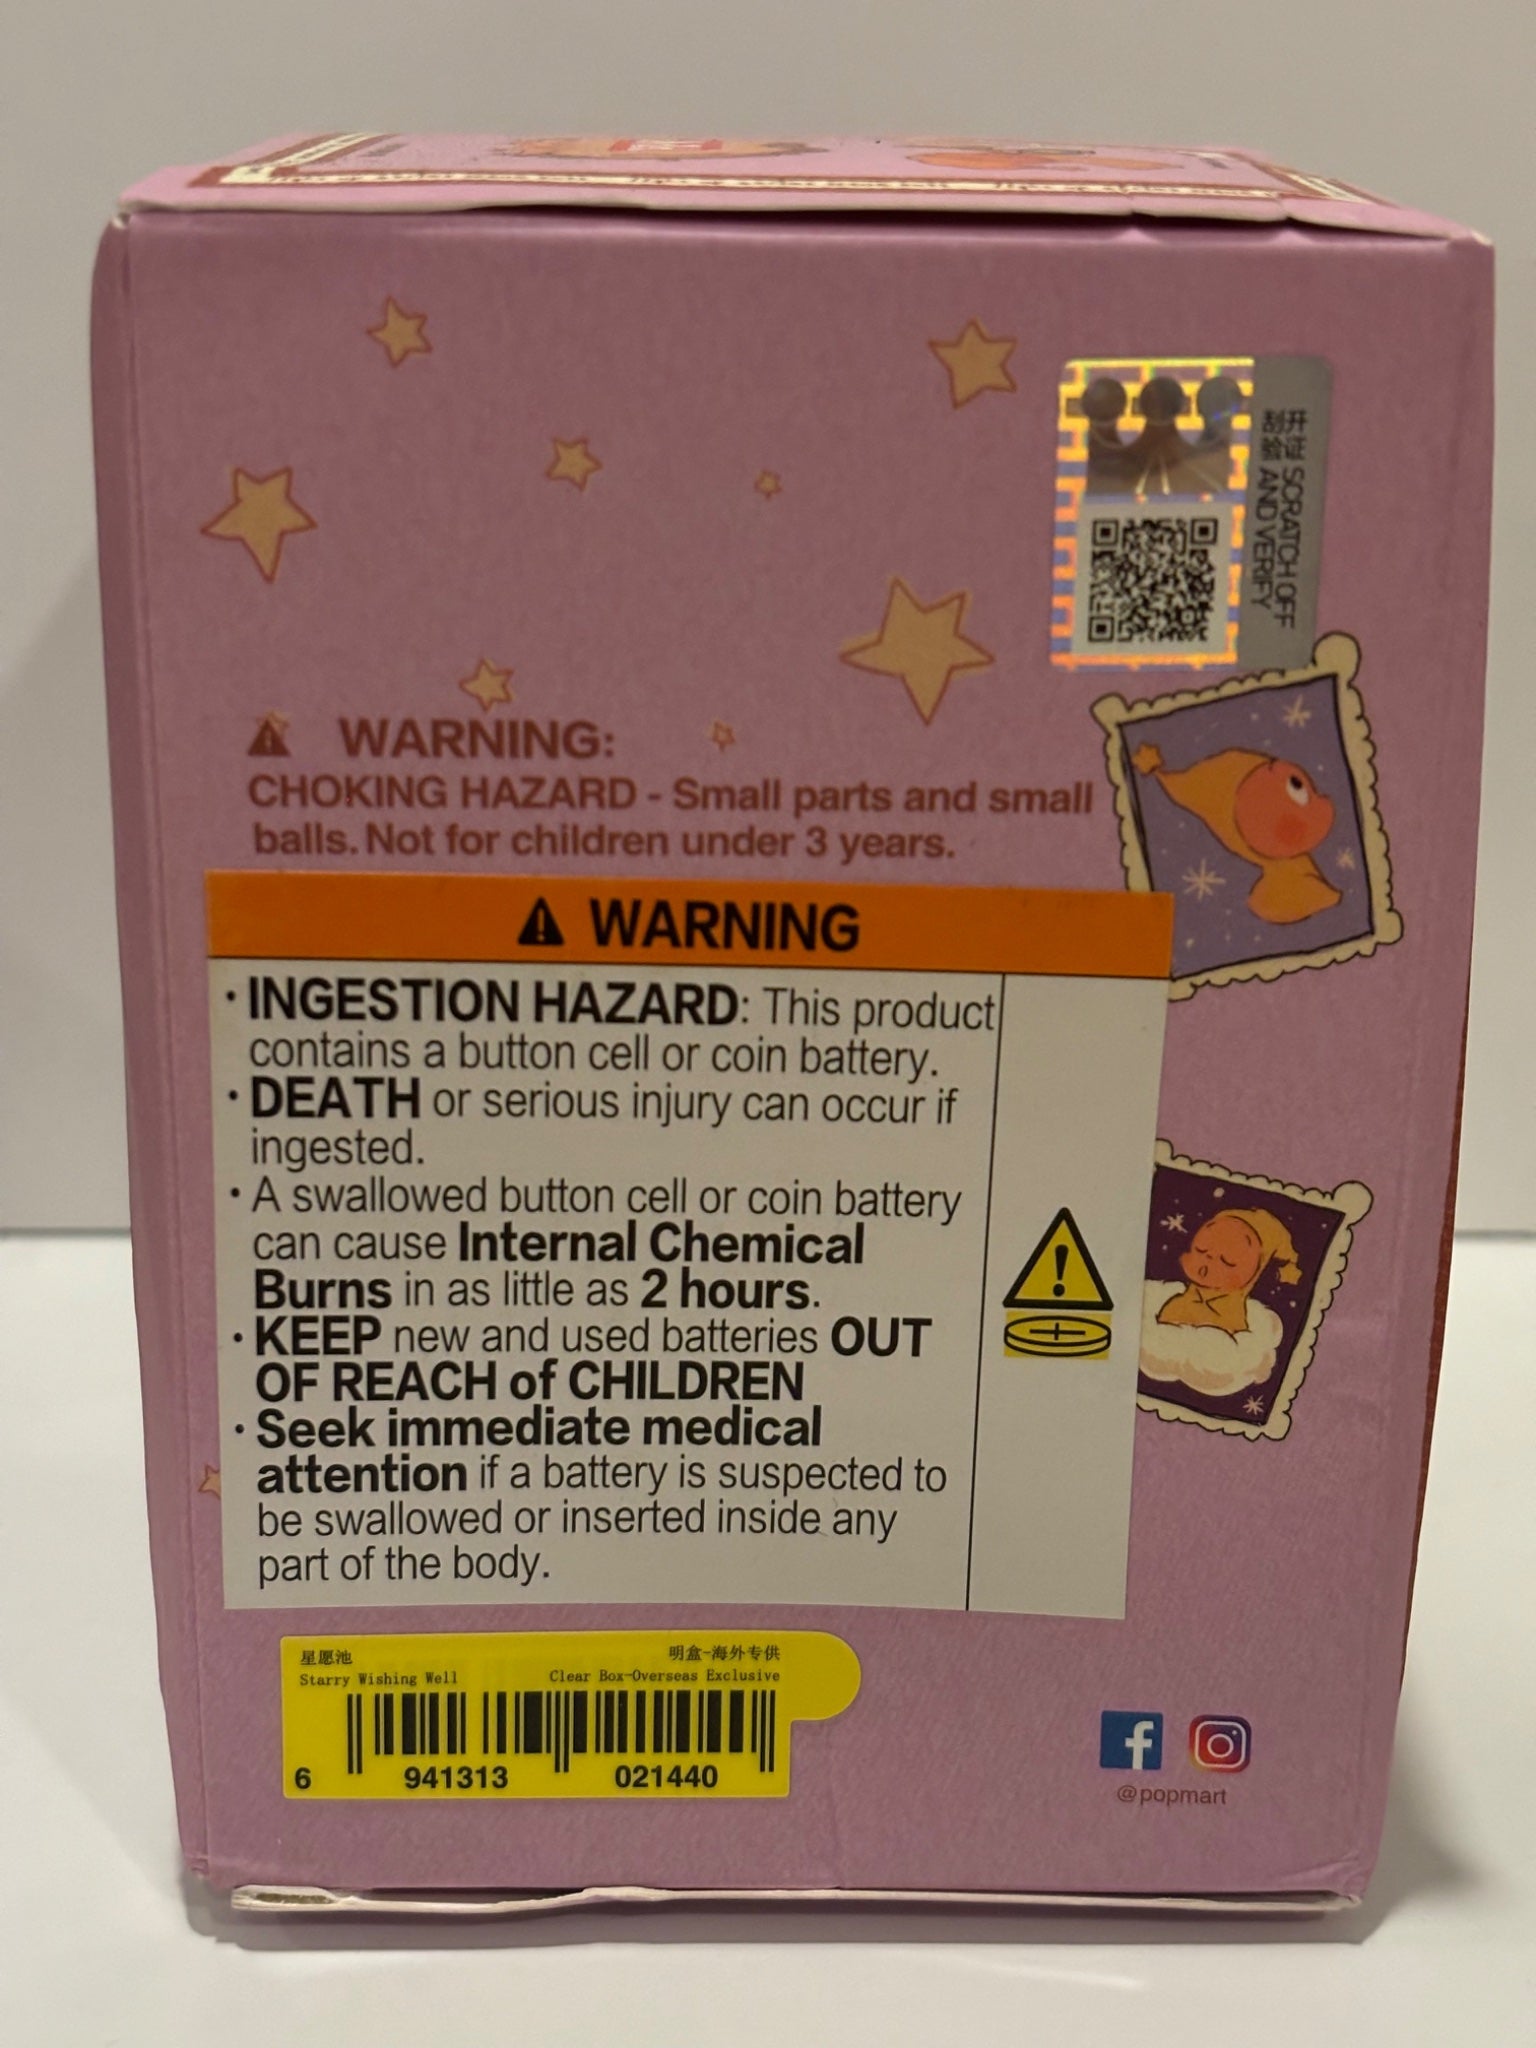 刮开
验证
SCRATCH OFF
AND VERIFY
WARNING:
CHOKING HAZARD - Small parts and small
balls. Not for children under 3 years.
WARNING
· INGESTION HAZARD: This product
contains a button cell or coin battery.
· DEATH or serious injury can occur if
ingested.
· A swallowed button cell or coin battery
can cause Internal Chemical
Burns in as little as 2 hours.
· KEEP new and used batteries OUT
OF REACH of CHILDREN
· Seek immediate medical
attention if a battery is suspected to
be swallowed or inserted inside any
part of the body.
星愿池 明盒-海外专供
Starry Wishing Well Clear Box-Overseas Exclusive
6 941313 021440
@popmart